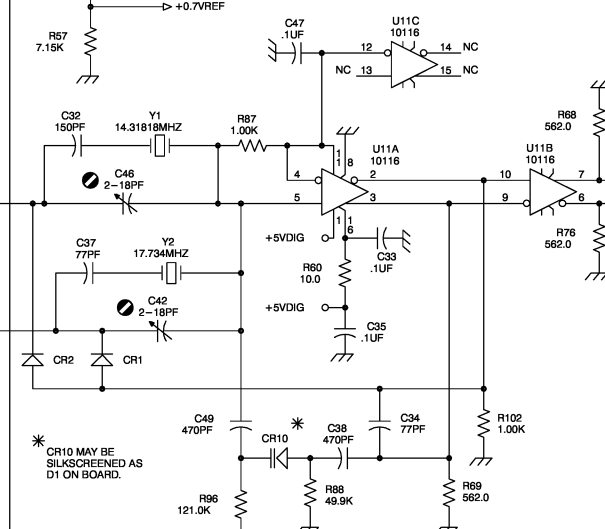 +0.7VREF
R57
7.15K
C47
.1UF
U11C
10116
12
14 NC
NC 13
15 NC
C32
150PF
Y1
14.31818MHZ
R87
1.00K
R68
562.0
1
1
8
U11A
10116
U11B
10116
C46
2-18PF
4
2
10
7
5
3
9
6
C37
77PF
Y2
17.734MHZ
+5VDIG
1
1
6
C33
.1UF
R76
562.0
R60
10.0
C42
2-18PF
+5VDIG
C35
.1UF
CR2
CR1
C49
470PF
CR10
*
C38
470PF
C34
77PF
R102
1.00K
* CR10 MAY BE
SILKSCREENED AS
D1 ON BOARD.
R96
121.0K
R88
49.9K
R69
562.0